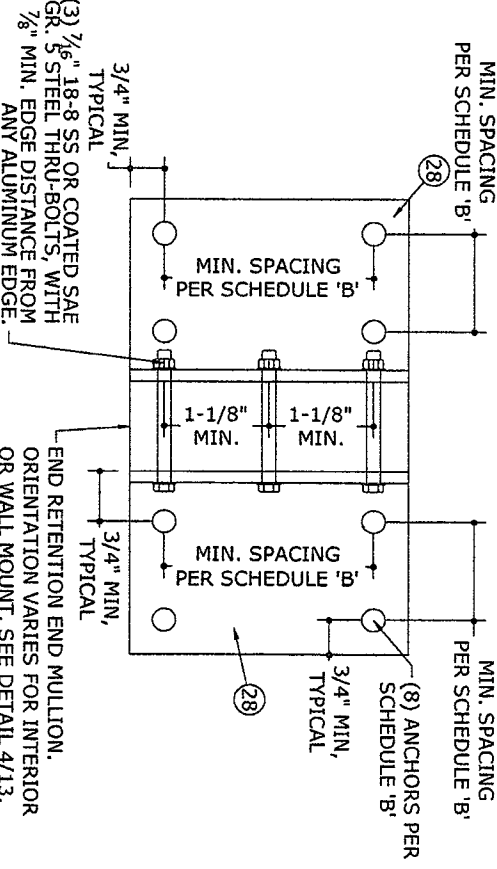 MIN. SPACING
PER SCHEDULE 'B'
28
3/4" MIN,
TYPICAL
(3) 7/16" 18-8 SS OR COATED SAE
GR. 5 STEEL THRU-BOLTS, WITH
7/8" MIN. EDGE DISTANCE FROM
ANY ALUMINUM EDGE.
MIN. SPACING
PER SCHEDULE 'B'
1-1/8"
MIN.
1-1/8"
MIN.
MIN. SPACING
PER SCHEDULE 'B'
3/4" MIN,
TYPICAL
END RETENTION END MULLION.
ORIENTATION VARIES FOR INTERIOR
OR WALL MOUNT, SEE DETAIL 4/13.
MIN. SPACING
PER SCHEDULE 'B'
(8) ANCHORS PER
SCHEDULE 'B'
3/4" MIN,
TYPICAL
28